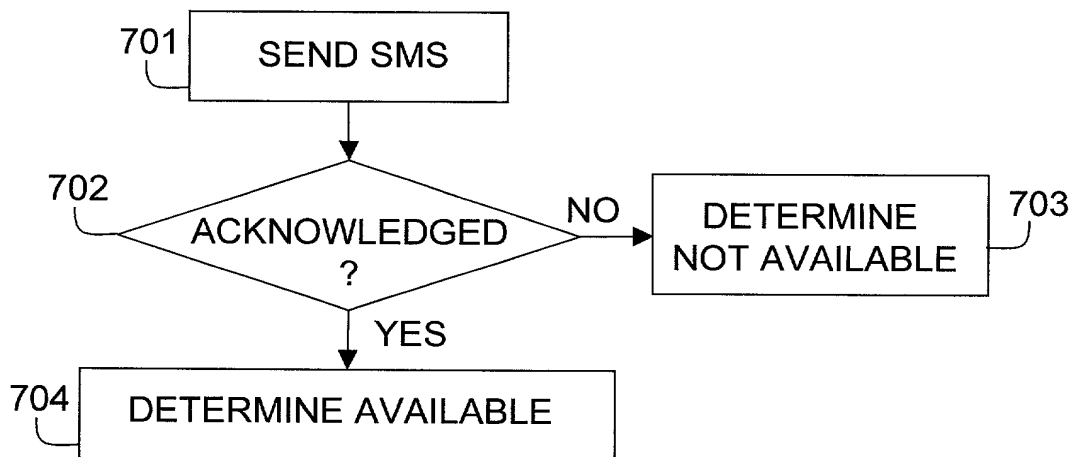 701
SEND SMS
702
ACKNOWLEDGED
?
NO
DETERMINE
NOT AVAILABLE
703
YES
704
DETERMINE AVAILABLE